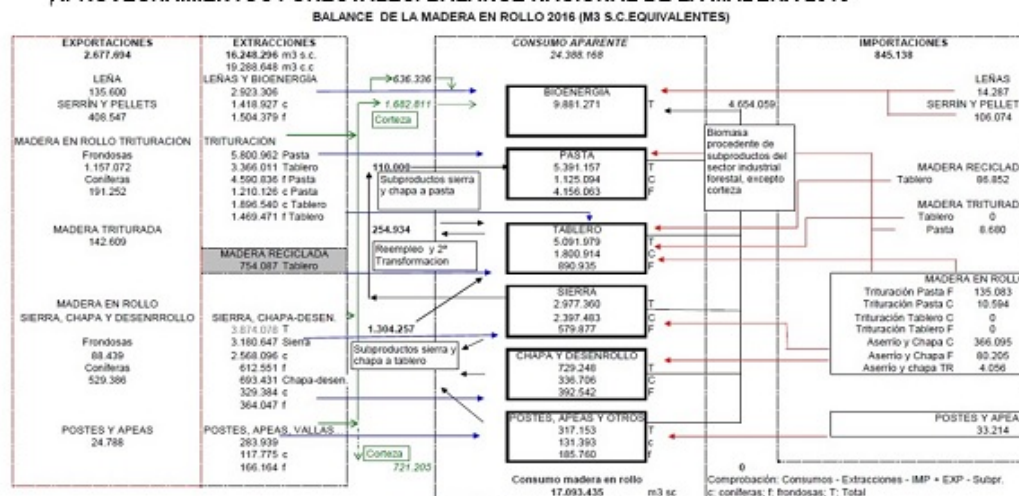 BALANCE DE LA MADERA EN ROLLO 2016 (M3 S.C.EQUIVALENTES)
EXPORTACIONES
2.677.694
LEÑA
135.600
SERRÍN Y PELLETS
408.547
MADERA EN ROLLO TRITURACIÓN
Frondosas
1.157.072
Coníferas
191.252
MADERA TRITURADA
142.609
MADERA EN ROLLO
SIERRA, CHAPA Y DESENRROLLO
Frondosas
88.439
Coníferas
529.386
POSTES Y APEAS
24.788
EXTRACCIONES
16.248.296 m3 s.c.
19.288.648 m3 c.c
LEÑAS Y BIOENERGÍA
2.923.306
1.418.927 c
1.504.379 f
TRITURACIÓN
5.800.962 Pasta
3.366.011 Tablero
4.590.836 f Pasta
1.210.126 c Pasta
1.896.540 c Tablero
1.469.471 f Tablero
MADERA RECICLADA
754.087 Tablero
SIERRA, CHAPA-DESEN.
3.874.078 T
3.180.647 Sierra
2.568.096 c
612.551 f
693.431 Chapa-desen.
329.384 c
364.047 f
POSTES, APEAS, VALLAS
283.939
117.775 c
166.164 f
636.336
1.682.811
Corteza
110.000
Subproductos sierra
y chapa a pasta
254.934
Reempleo y 2ª
Transformacion
1.304.257
Subproductos sierra y
chapa a tablero
Corteza
721.205
CONSUMO APARENTE
24.388.168
BIOENERGIA
9.881.271 T
PASTA
5.391.157 T
1.125.094 C
4.156.063 F
TABLERO
5.091.979 T
1.800.914 C
890.935 F
SIERRA
2.977.360 T
2.397.483 C
579.877 F
CHAPA Y DESENROLLO
729.248 T
336.706 C
392.542 F
POSTES, APEAS Y OTROS
317.153 T
131.393 c
185.760 f
Consumo madera en rollo
17.093.435 m3 sc
4.654.059
Biomasa
procedente de
subproductos del
sector industrial
forestal, excepto
corteza
0
IMPORTACIONES
845.138
LEÑAS
14.287
SERRÍN Y PELLET
106.074
MADERA RECICLAD
Tablero 86.852
MADERA TRITURAD
Tablero 0
Pasta 8.680
MADERA EN ROLLO
Trituración Pasta F 135.083
Trituración Pasta C 10.594
Trituración Tablero C 0
Trituración Tablero F 0
Aserrío y Chapa C 366.095
Aserrío y Chapa F 80.205
Aserrío y chapa TR 4.056
POSTES Y APEA
33.214
Comprobación: Consumos - Extracciones - IMP + EXP - Subpr.
c: coníferas; f: frondosas; T: Total